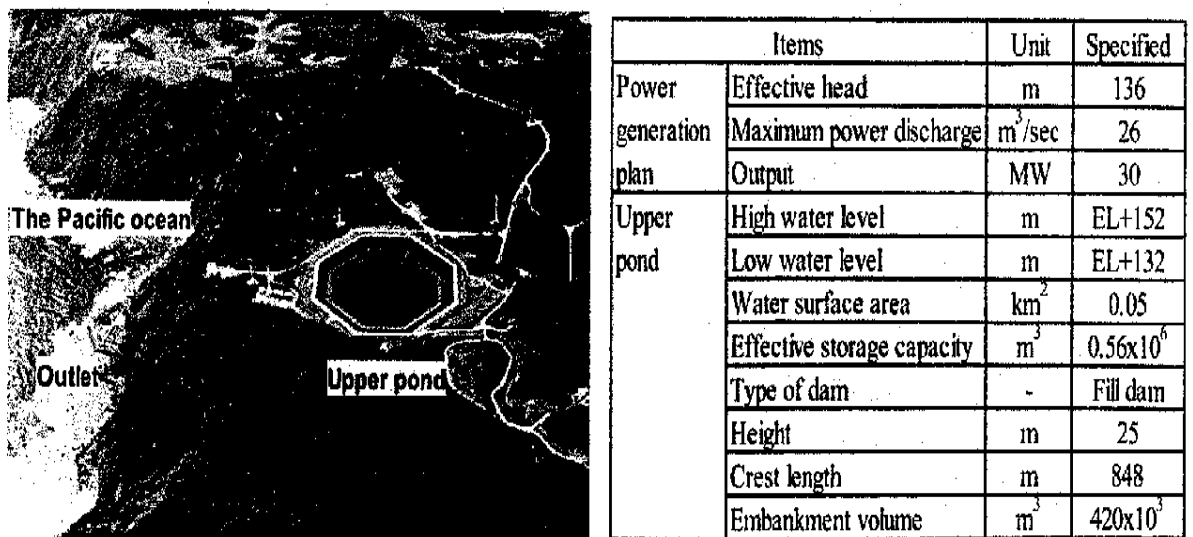 The Pacific ocean
Outlet
Upper pond
Items Unit Specified
Power generation plan Effective head m 136
Maximum power discharge m³/sec 26
Output MW 30
Upper pond High water level m EL+152
Low water level m EL+132
Water surface area km² 0.05
Effective storage capacity m³ 0.56x10⁶
Type of dam - Fill dam
Height m 25
Crest length m 848
Embankment volume m³ 420x10³